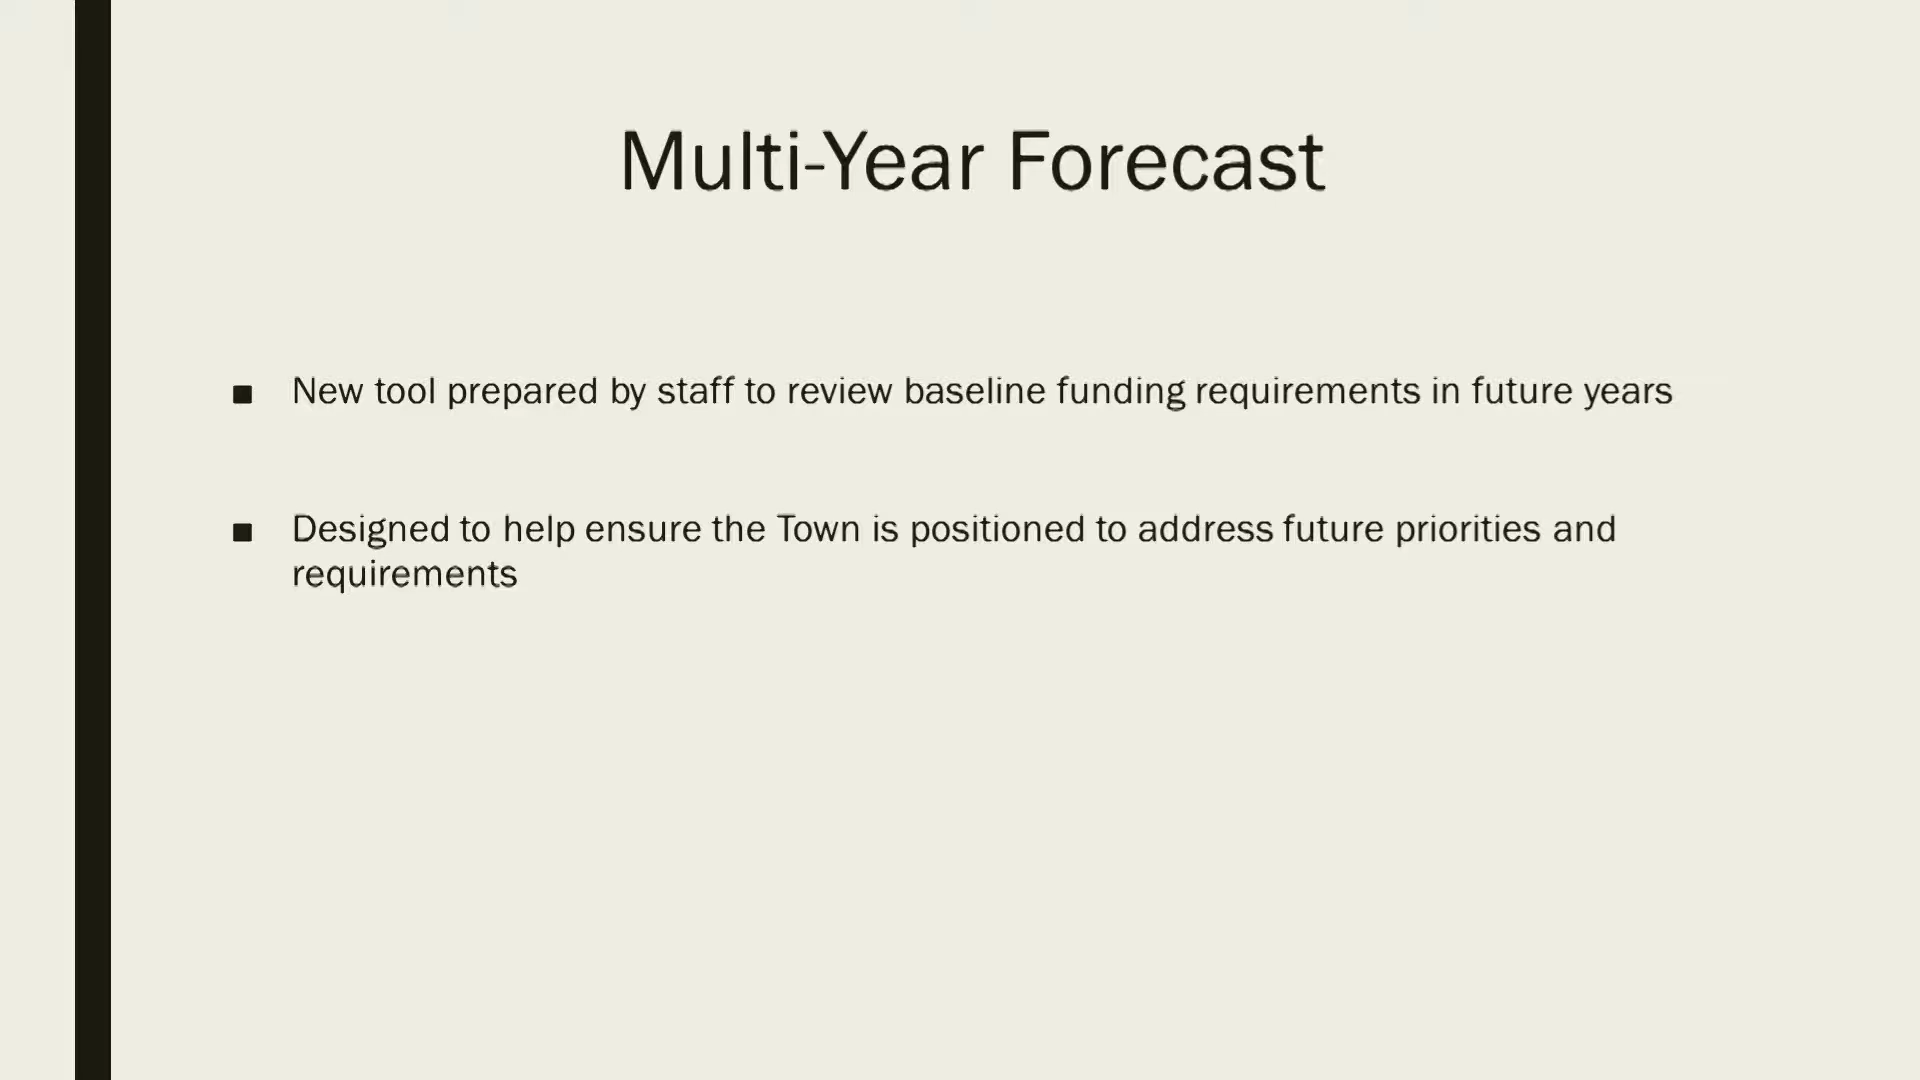 Multi-Year Forecast
■ New tool prepared by staff to review baseline funding requirements in future years
■ Designed to help ensure the Town is positioned to address future priorities and
requirements